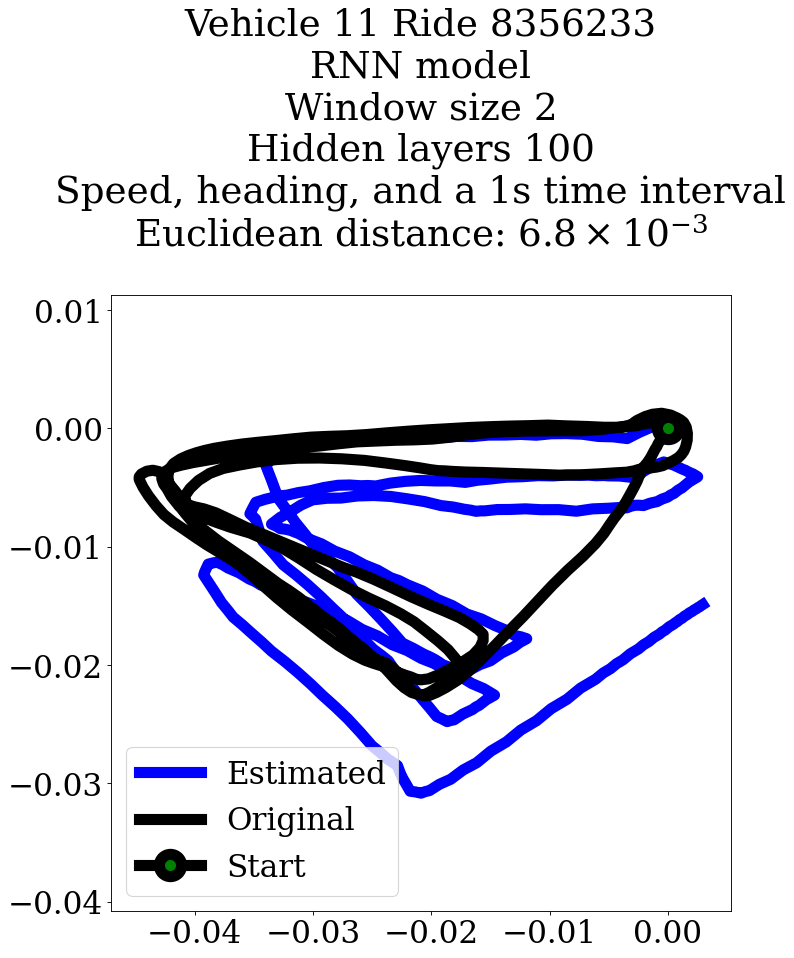 Vehicle 11 Ride 8356233
RNN model
Window size 2
Hidden layers 100
Speed, heading, and a 1s time interval
Euclidean distance: 6.8 × 10⁻³
0.01
0.00
−0.01
−0.02
−0.03
−0.04
Estimated
Original
Start
−0.04 −0.03 −0.02 −0.01 0.00